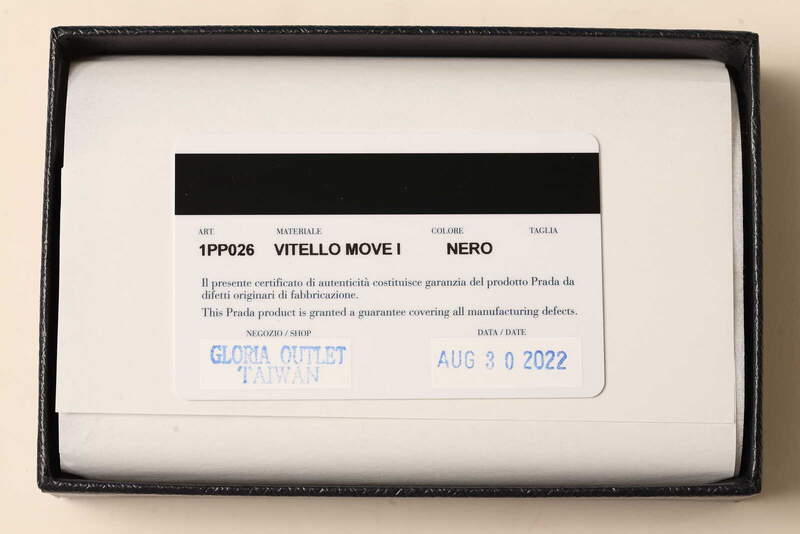 ART. MATERIALE COLORE TAGLIA
1PP026 VITELLO MOVE I NERO
Il presente certificato di autenticità costituisce garanzia del prodotto Prada da
difetti originari di fabbricazione.
This Prada product is granted a guarantee covering all manufacturing defects.
NEGOZIO / SHOP DATA / DATE
GLORIA OUTLET AUG 30 2022
TAIWAN